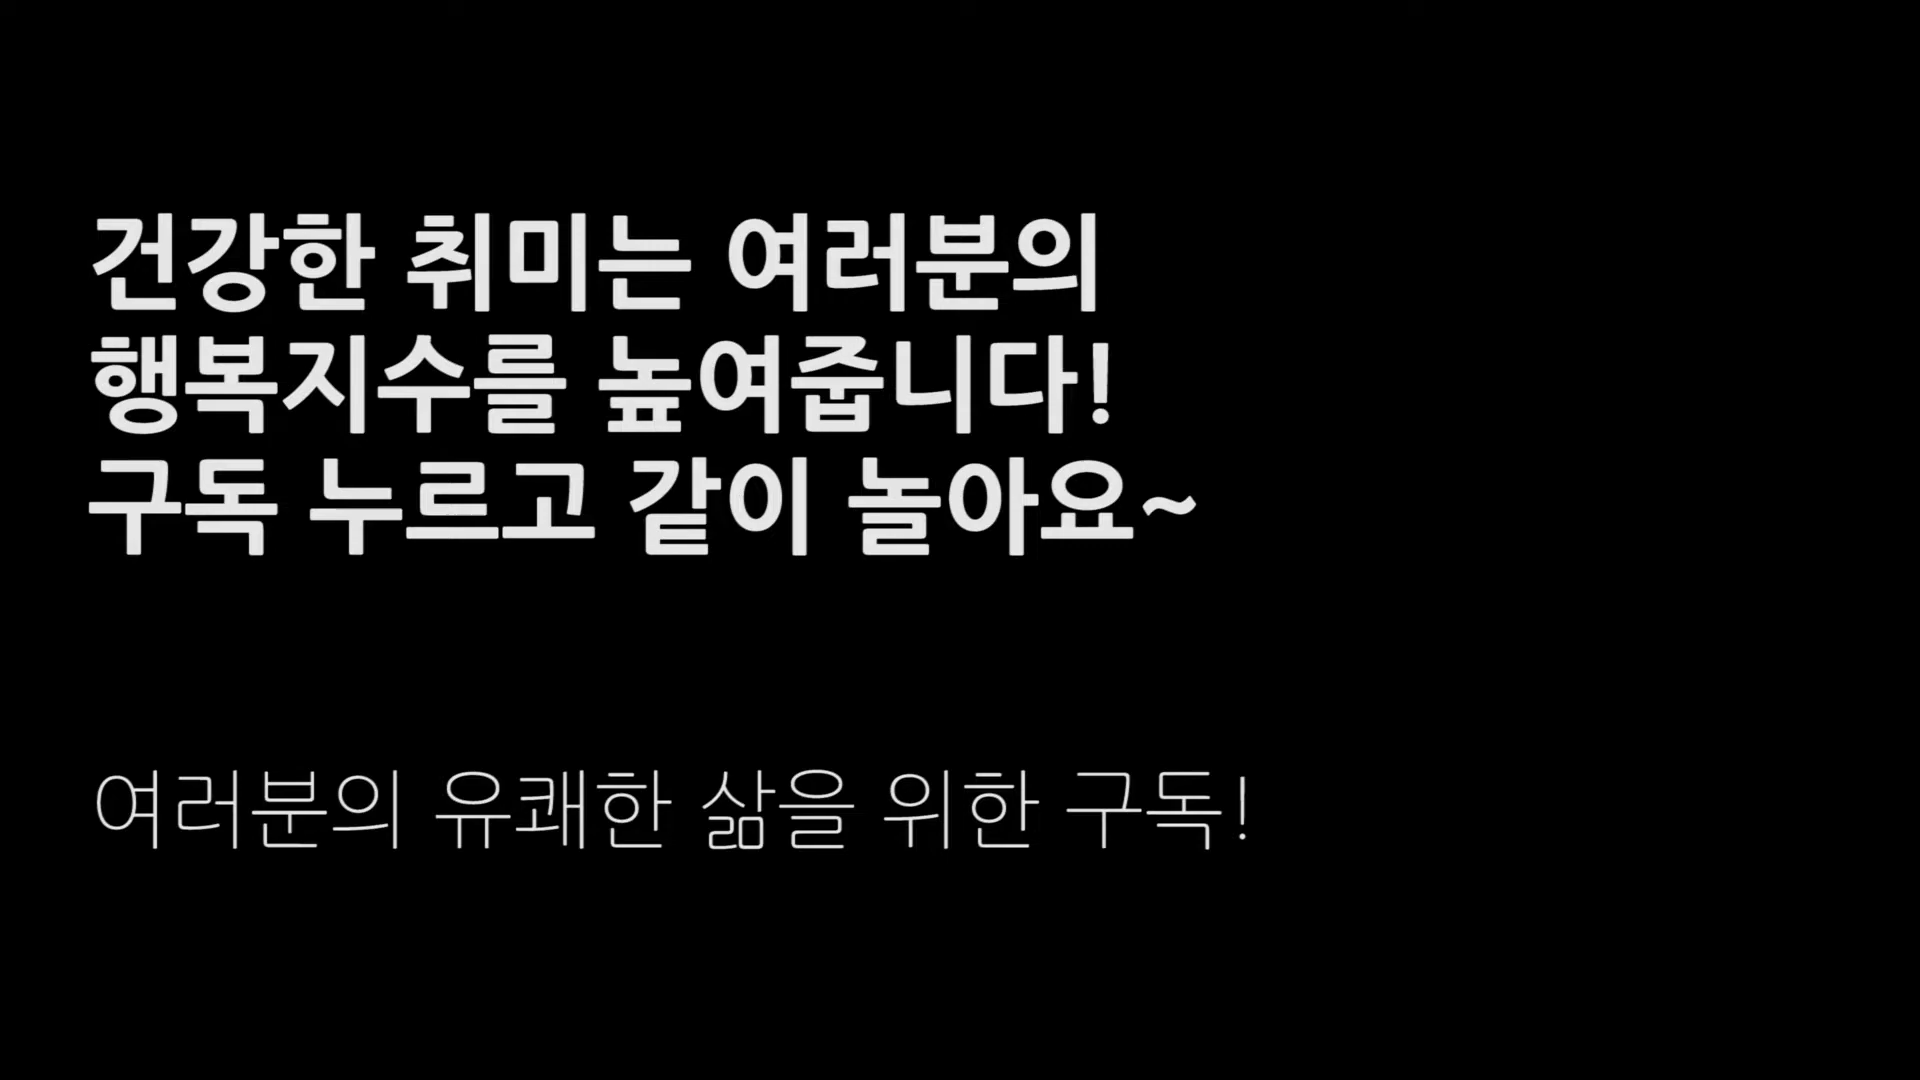 건강한 취미는 여러분의
행복지수를 높여줍니다!
구독 누르고 같이 놀아요~
여러분의 유쾌한 삶을 위한 구독!